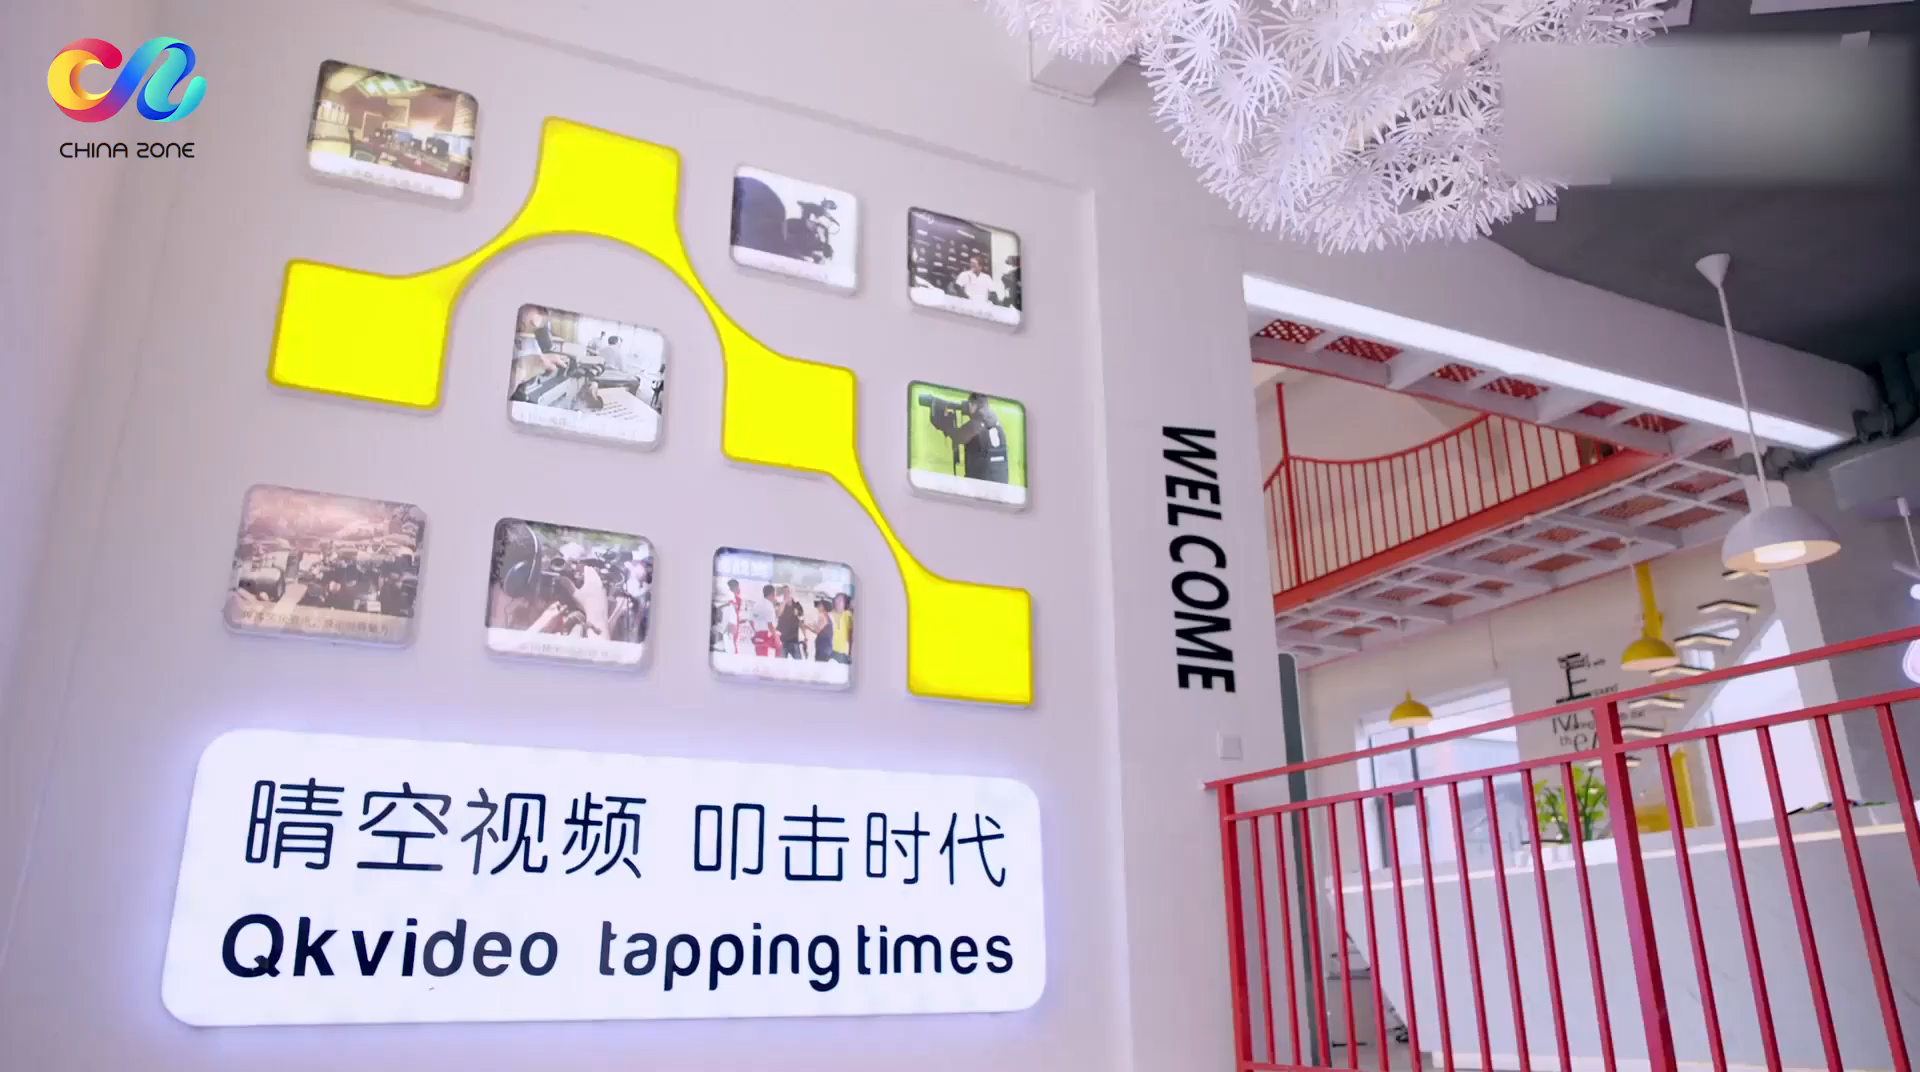 CHINA ZONE
WELCOME
晴空视频 叩击时代
Qkvideo tapping times